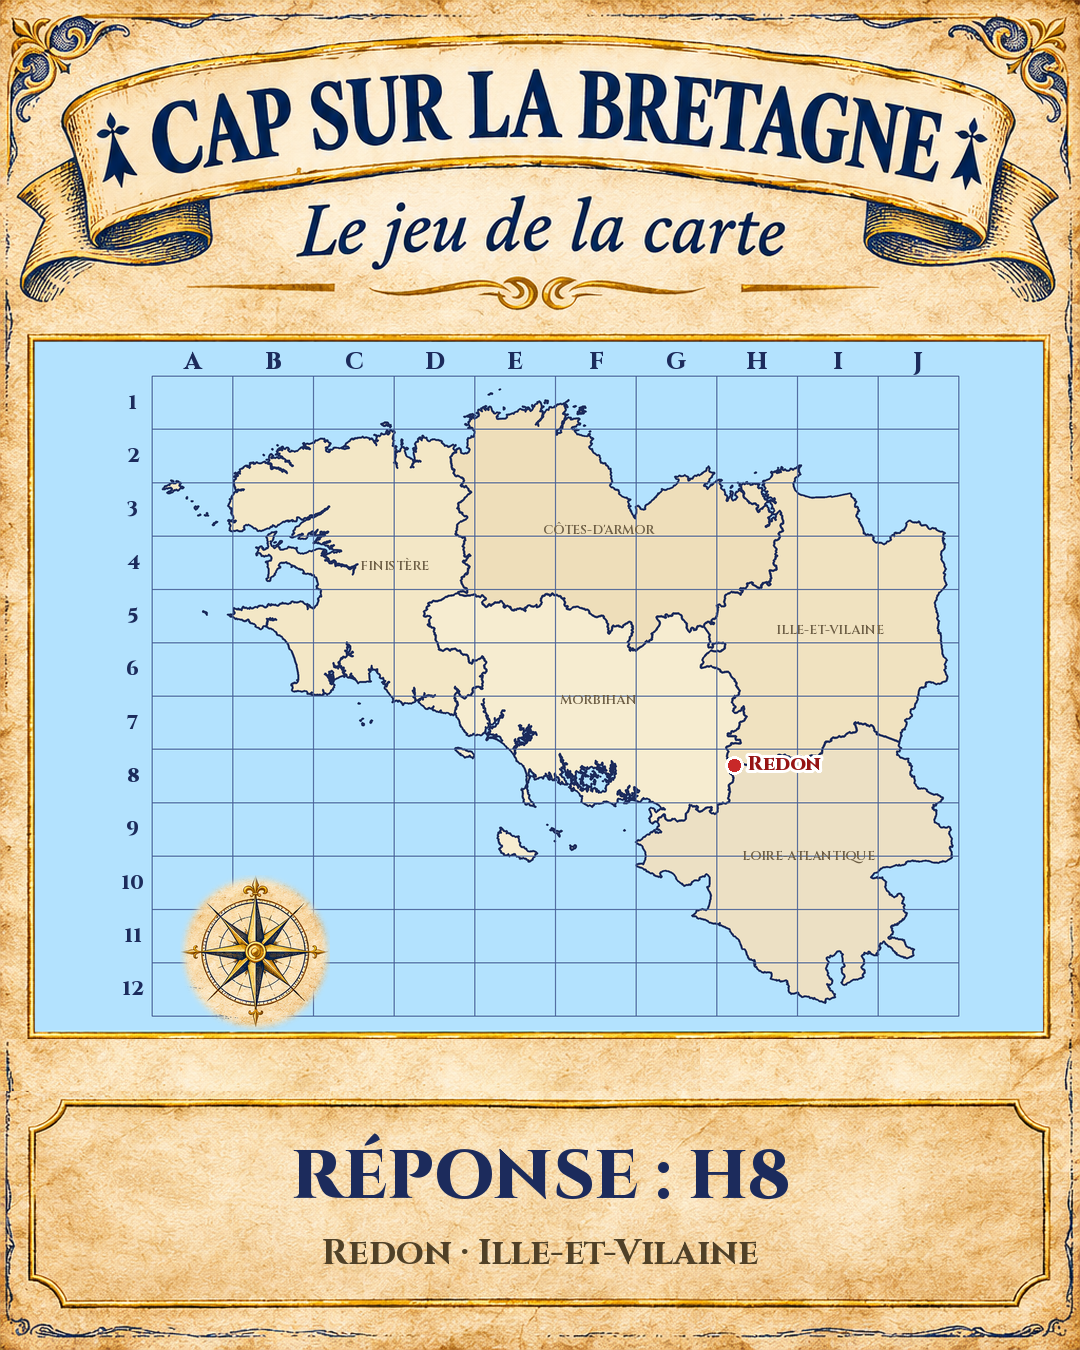 CAP SUR LA BRETAGNE
Le jeu de la carte
A B C D E F G H I J
1
2
3
CÔTES-D'ARMOR
4
FINISTÈRE
5
ILLE-ET-VILAINE
6
MORBIHAN
7
8
REDON
9
LOIRE ATLANTIQUE
10
11
12
RÉPONSE : H8
REDON · ILLE-ET-VILAINE